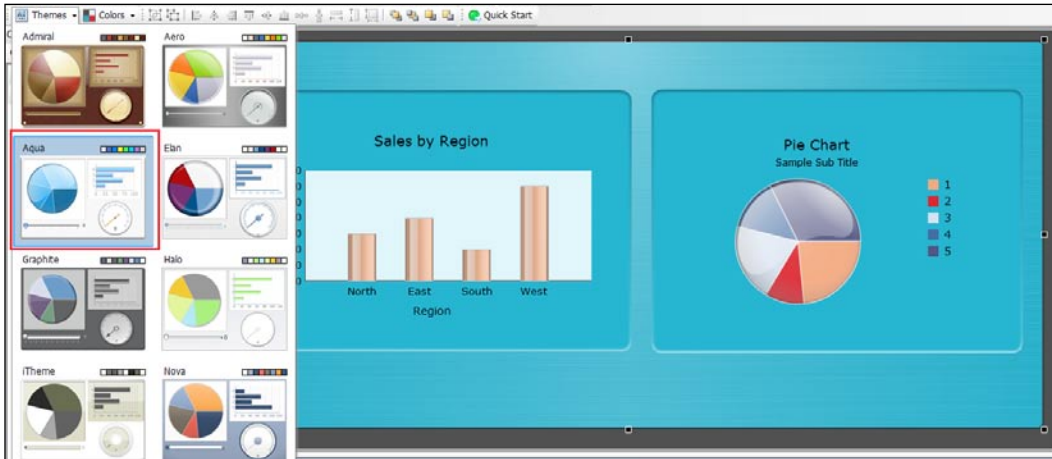 Themes Colors Quick Start
Admiral Aero
Aqua Elan
Graphite Halo
iTheme Nova
Sales by Region
North East South West
Region
Pie Chart
Sample Sub Title
1
2
3
4
5